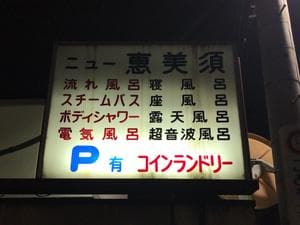 ニュー 恵美須
流れ風呂 寝風呂
スチームバス 座風呂
ボディシャワー 露天風呂
電気風呂 超音波風呂
P 有 コインランドリー